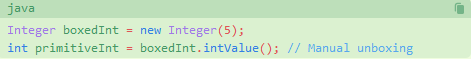 java
Integer boxedInt = new Integer(5);
int primitiveInt = boxedInt.intValue(); // Manual unboxing